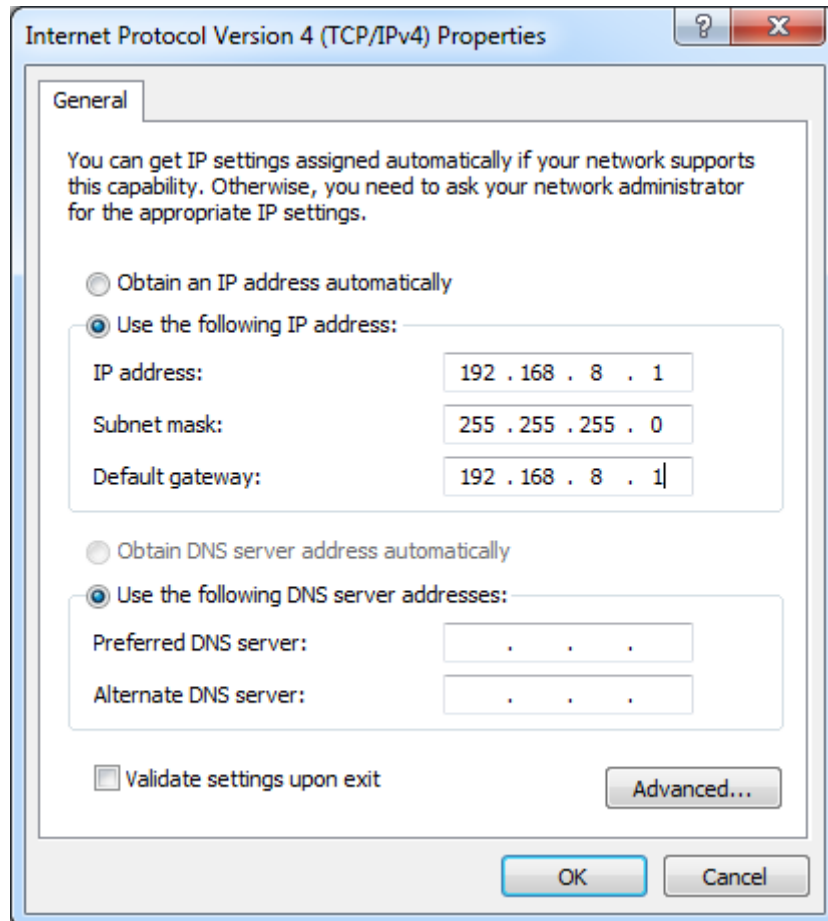 Internet Protocol Version 4 (TCP/IPv4) Properties
?
X
General
You can get IP settings assigned automatically if your network supports
this capability. Otherwise, you need to ask your network administrator
for the appropriate IP settings.
Obtain an IP address automatically
Use the following IP address:
IP address: 192 . 168 . 8 . 1
Subnet mask: 255 . 255 . 255 . 0
Default gateway: 192 . 168 . 8 . 1
Obtain DNS server address automatically
Use the following DNS server addresses:
Preferred DNS server: . . .
Alternate DNS server: . . .
Validate settings upon exit
Advanced...
OK Cancel